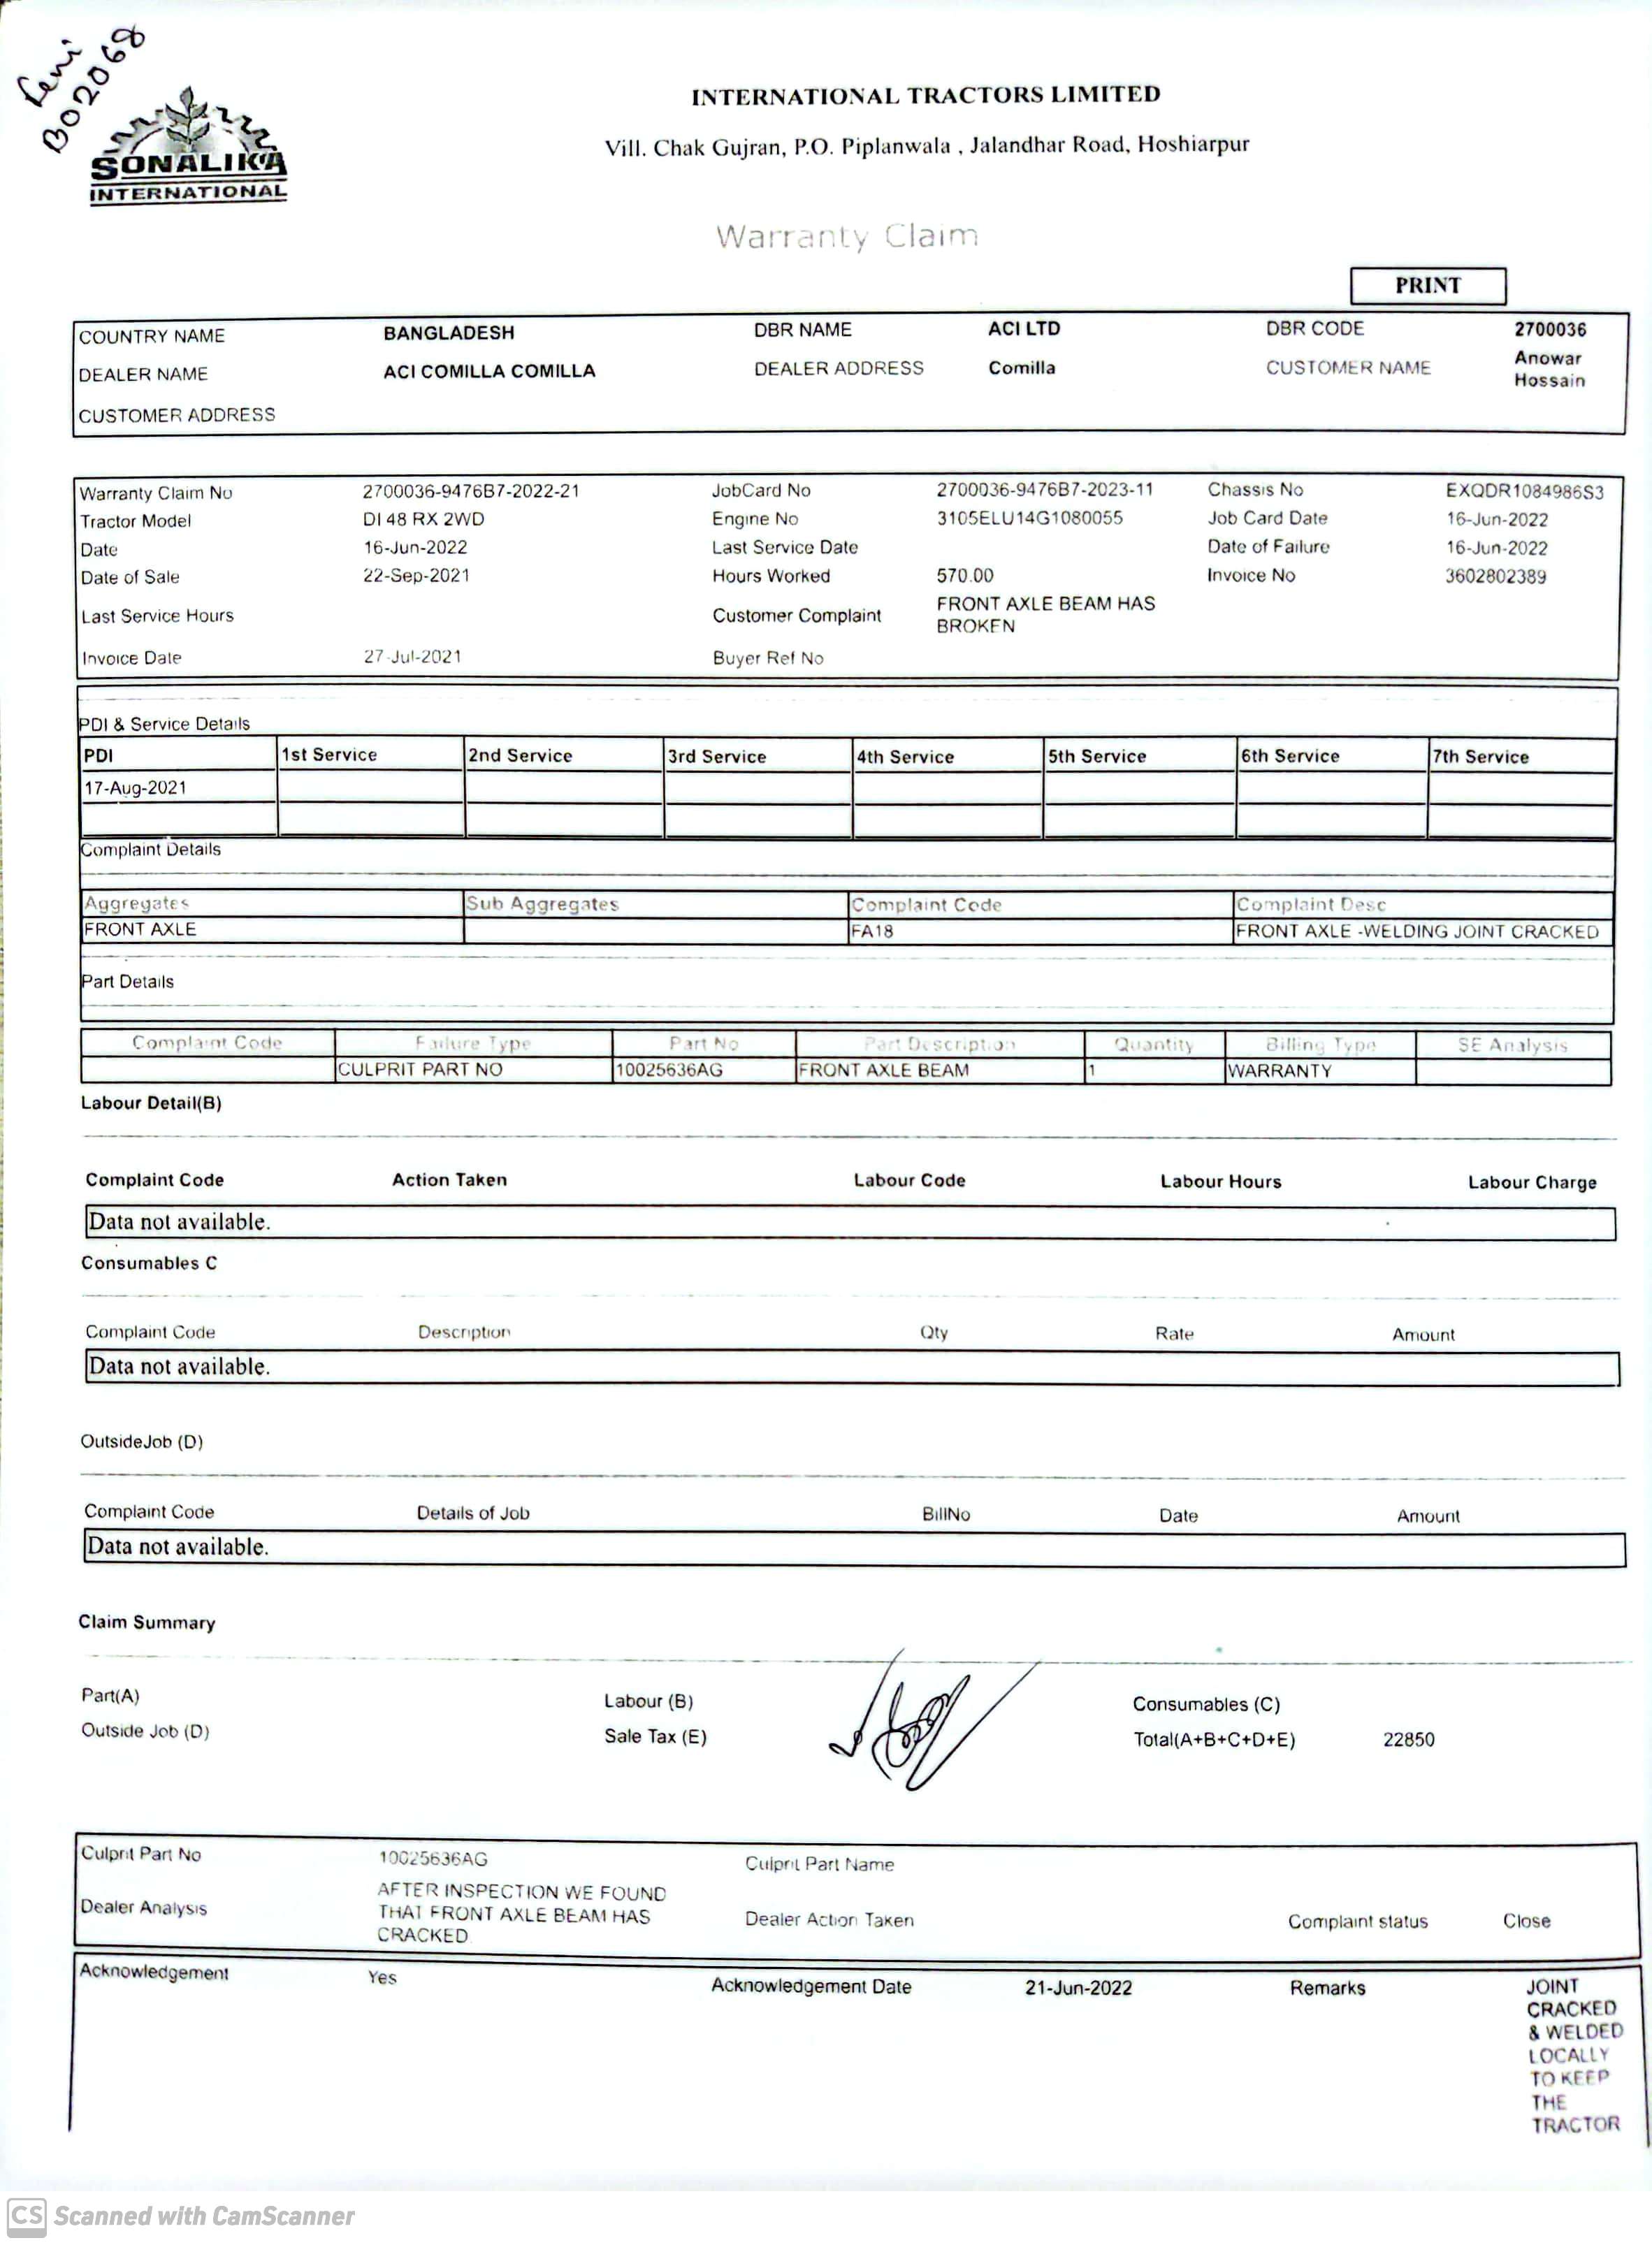 B02068
SONALIKA
INTERNATIONAL
INTERNATIONAL TRACTORS LIMITED
Vill. Chak Gujran, P.O. Piplanwala , Jalandhar Road, Hoshiarpur
Warranty Claim
PRINT
COUNTRY NAME BANGLADESH DBR NAME ACI LTD DBR CODE 2700036
DEALER NAME ACI COMILLA COMILLA DEALER ADDRESS Comilla CUSTOMER NAME Anowar
Hossain
CUSTOMER ADDRESS
Warranty Claim No 2700036-9476B7-2022-21 JobCard No 2700036-9476B7-2023-11 Chassis No EXQDR1084986S3
Tractor Model DI 48 RX 2WD Engine No 3105ELU14G1080055 Job Card Date 16-Jun-2022
Date 16-Jun-2022 Last Service Date Date of Failure 16-Jun-2022
Date of Sale 22-Sep-2021 Hours Worked 570.00 Invoice No 3602802389
Last Service Hours Customer Complaint FRONT AXLE BEAM HAS
BROKEN
Invoice Date 27-Jul-2021 Buyer Ref No
PDI & Service Details
PDI 1st Service 2nd Service 3rd Service 4th Service 5th Service 6th Service 7th Service
17-Aug-2021
Complaint Details
Aggregates Sub Aggregates Complaint Code Complaint Desc
FRONT AXLE FA18 FRONT AXLE -WELDING JOINT CRACKED
Part Details
Complaint Code Failure Type Part No Part Description Quantity Billing Type SE Analysis
CULPRIT PART NO 10025636AG FRONT AXLE BEAM 1 WARRANTY
Labour Detail(B)
Complaint Code Action Taken Labour Code Labour Hours Labour Charge
Data not available.
Consumables C
Complaint Code Description Qty Rate Amount
Data not available.
OutsideJob (D)
Complaint Code Details of Job BillNo Date Amount
Data not available.
Claim Summary
Part(A) Labour (B) Consumables (C)
Outside Job (D) Sale Tax (E) Total(A+B+C+D+E) 22850
Culprit Part No 10025636AG Culprit Part Name
Dealer Analysis AFTER INSPECTION WE FOUND
THAT FRONT AXLE BEAM HAS
CRACKED Dealer Action Taken Complaint status Close
Acknowledgement Yes Acknowledgement Date 21-Jun-2022 Remarks JOINT
CRACKED
& WELDED
LOCALLY
TO KEEP
THE
TRACTOR
CS Scanned with CamScanner